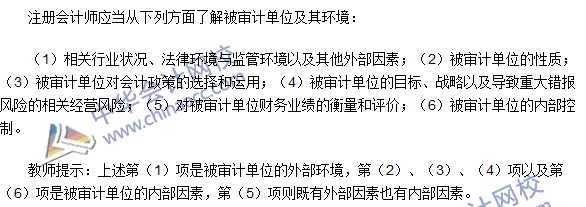 注册会计师应当从下列方面了解被审计单位及其环境：
（1）相关行业状况、法律环境与监管环境以及其他外部因素；（2）被审计单位的性质；
（3）被审计单位对会计政策的选择和运用；（4）被审计单位的目标、战略以及导致重大错报
风险的相关经营风险；（5）对被审计单位财务业绩的衡量和评价；（6）被审计单位的内部控
制。
教师提示：上述第（1）项是被审计单位的外部环境，第（2）、（3）、（4）项以及第
（6）项是被审计单位的内部因素，第（5）项则既有外部因素也有内部因素。
中华会计网校